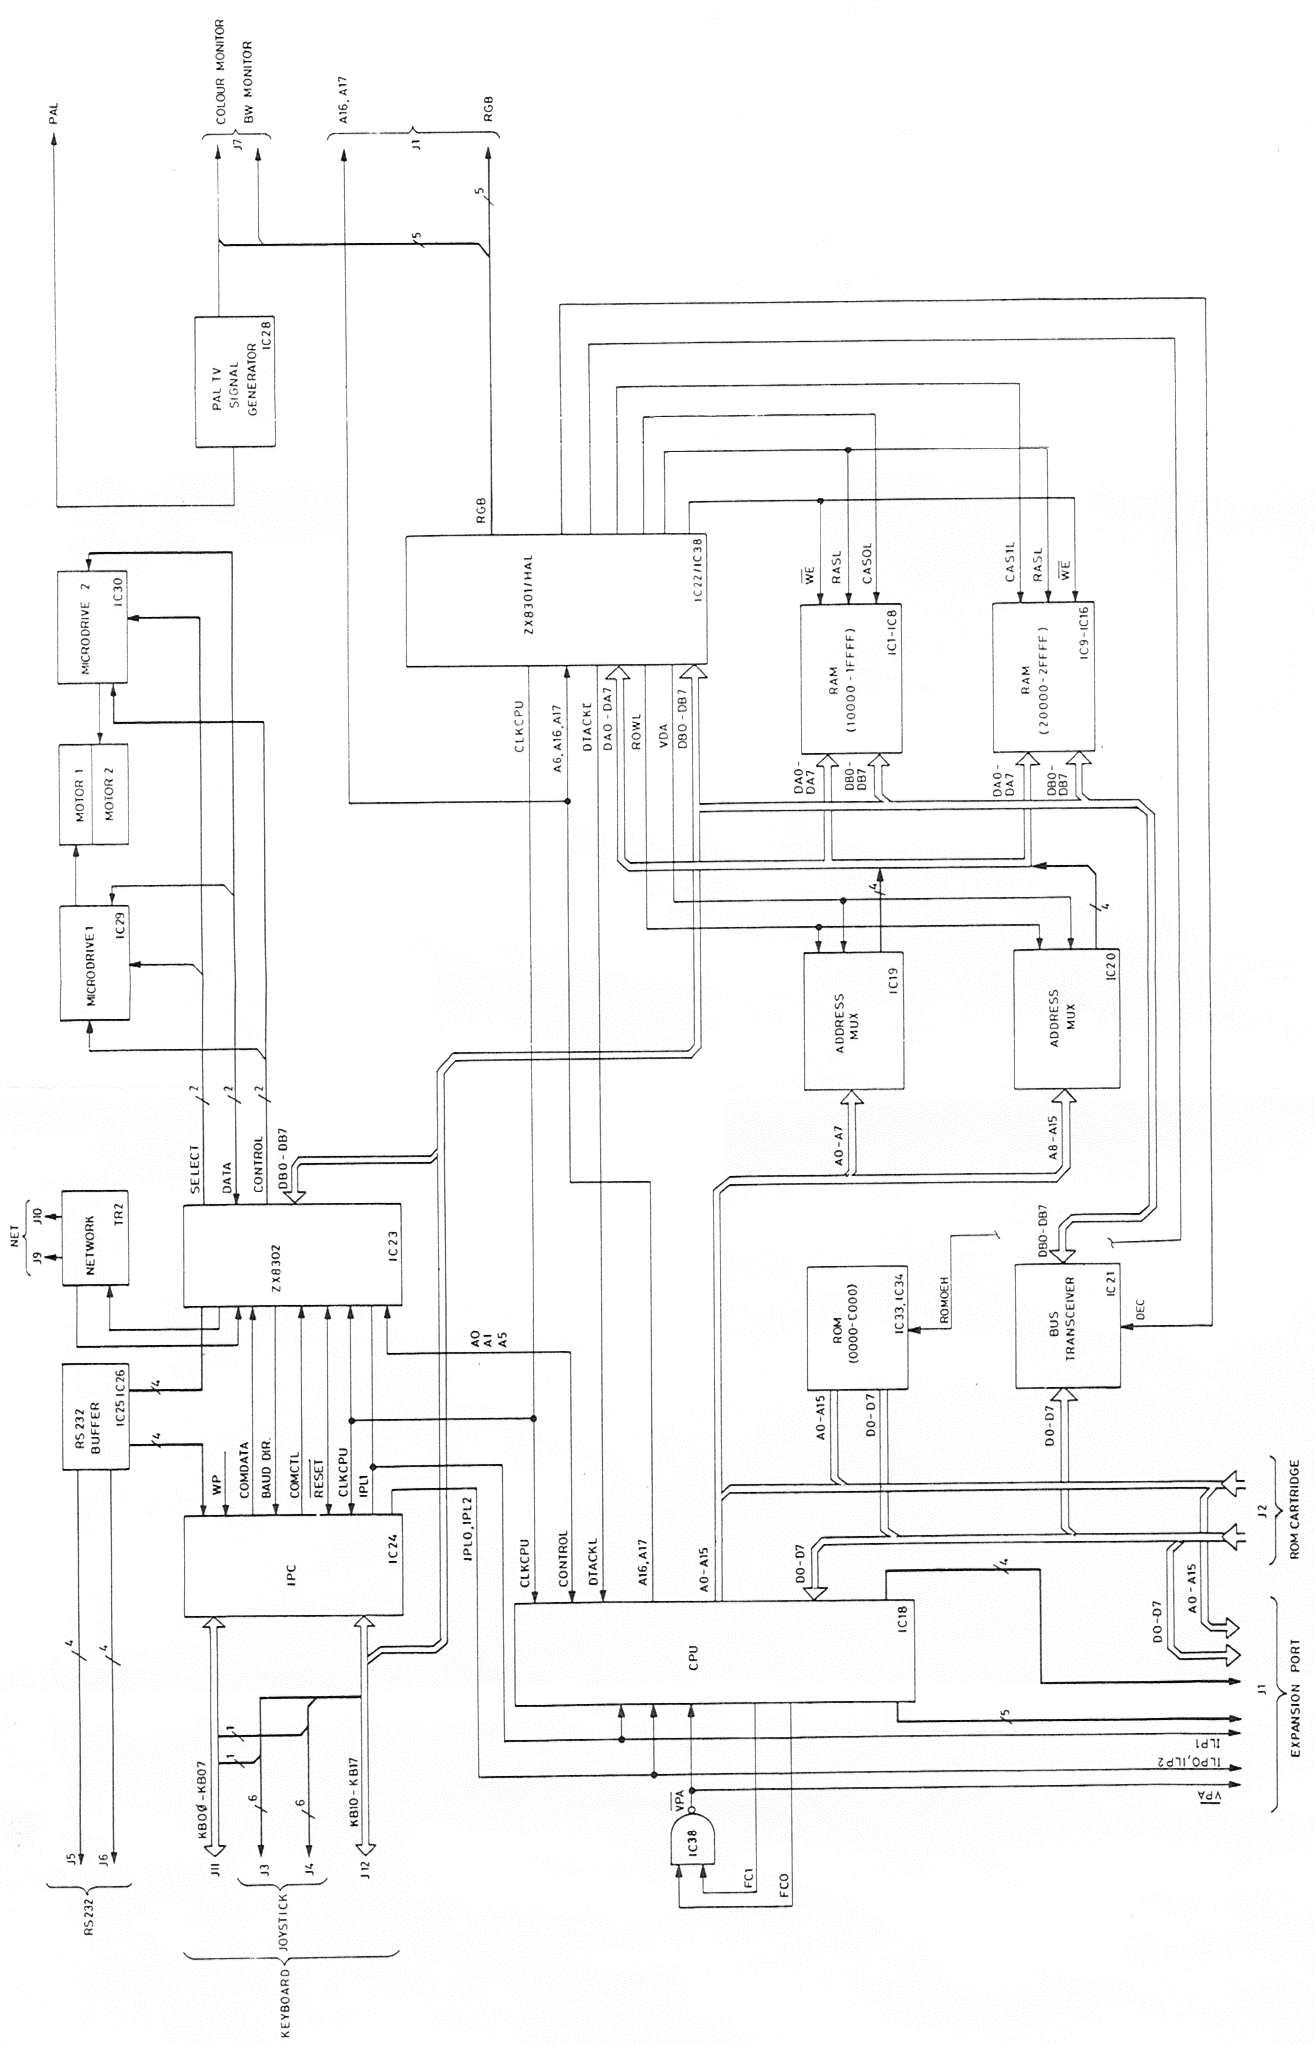 PAL
COLOUR MONITOR
BW MONITOR
J7
A16, A17
J1
RGB
5
5
PAL TV
SIGNAL
GENERATOR
IC28
RGB
ZX8301/HAL
IC22/IC38
MICRODRIVE 2
IC30
MOTOR 1
MOTOR 2
MICRODRIVE 1
IC29
SELECT
2
DATA
2
CONTROL
2
DB0-DB7
NET
J10
J9
NETWORK
TR2
ZX8302
IC23
CLKCPU
A6, A16, A17
DTACKL
DA0-DA7
ROWL
VDA
DB0-DB7
WE
RASL
CAS0L
RAM
(10000-1FFFF)
IC1-IC8
CAS1L
RASL
WE
RAM
(20000-2FFFF)
IC9-IC16
DA0-
DA7
DB0-
DB7
DA0-
DA7
DB0-
DB7
4
4
ADDRESS
MUX
IC19
ADDRESS
MUX
IC20
A0-A7
A8-A15
RS232
BUFFER
IC25 IC26
4
4
A0
A1
A5
WP
COMDATA
BAUD DIR.
COMCTL
RESET
CLKCPU
IPL1
IPL0, IPL2
IPC
IC24
ROM
(0000-C000)
IC33, IC34
ROMOEH
A0-A15
D0-D7
DB0-DB7
BUS
TRANSCEIVER
IC21
DEC
D0-D7
CLKCPU
CONTROL
DTACKL
A16, A17
A0-A15
D0-D7
CPU
IC18
4
5
J2
ROM CARTRIDGE
A0-A15
D0-D7
J1
EXPANSION PORT
ILP1
ILP0, ILP2
VPA
VPA
IC38
FC1
FC0
RS232
J5
J6
4
4
KB0Ø-KB07
J11
1
1
J3
6
J4
6
KB10-KB17
J12
JOYSTICK
KEYBOARD